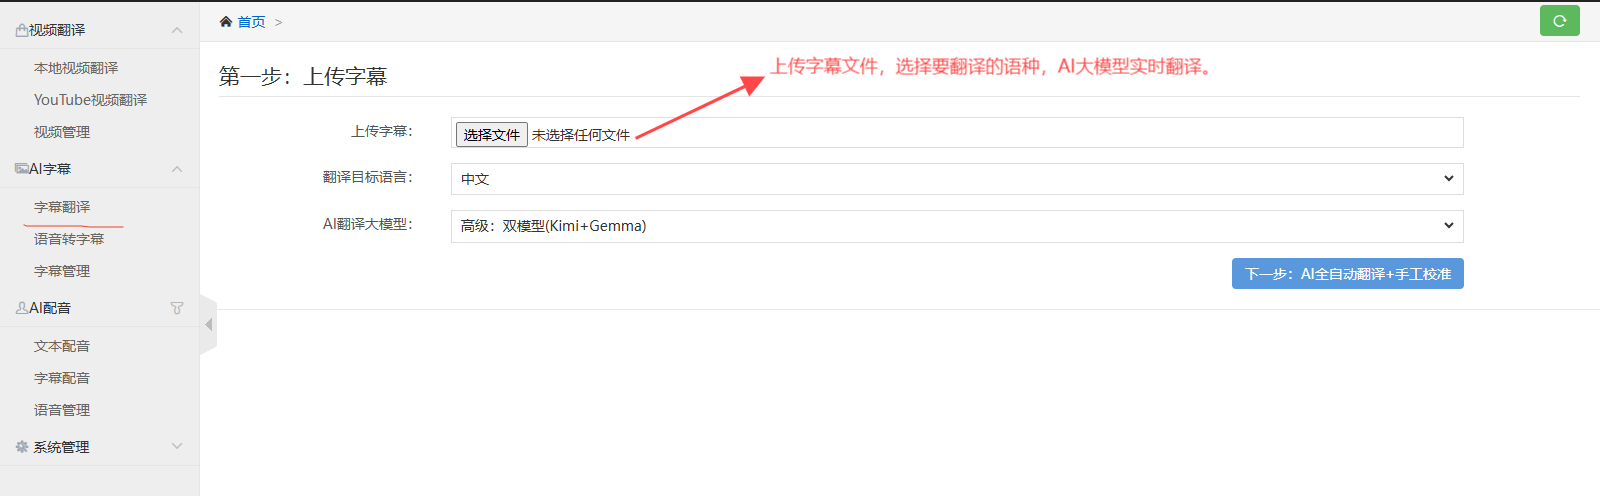 视频翻译
本地视频翻译
YouTube视频翻译
视频管理
AI字幕
字幕翻译
语音转字幕
字幕管理
AI配音
文本配音
字幕配音
语音管理
系统管理
首页 >
第一步：上传字幕
上传字幕文件，选择要翻译的语种，AI大模型实时翻译。
上传字幕： 选择文件 未选择任何文件
翻译目标语言： 中文
AI翻译大模型： 高级：双模型(Kimi+Gemma)
下一步：AI全自动翻译+手工校准